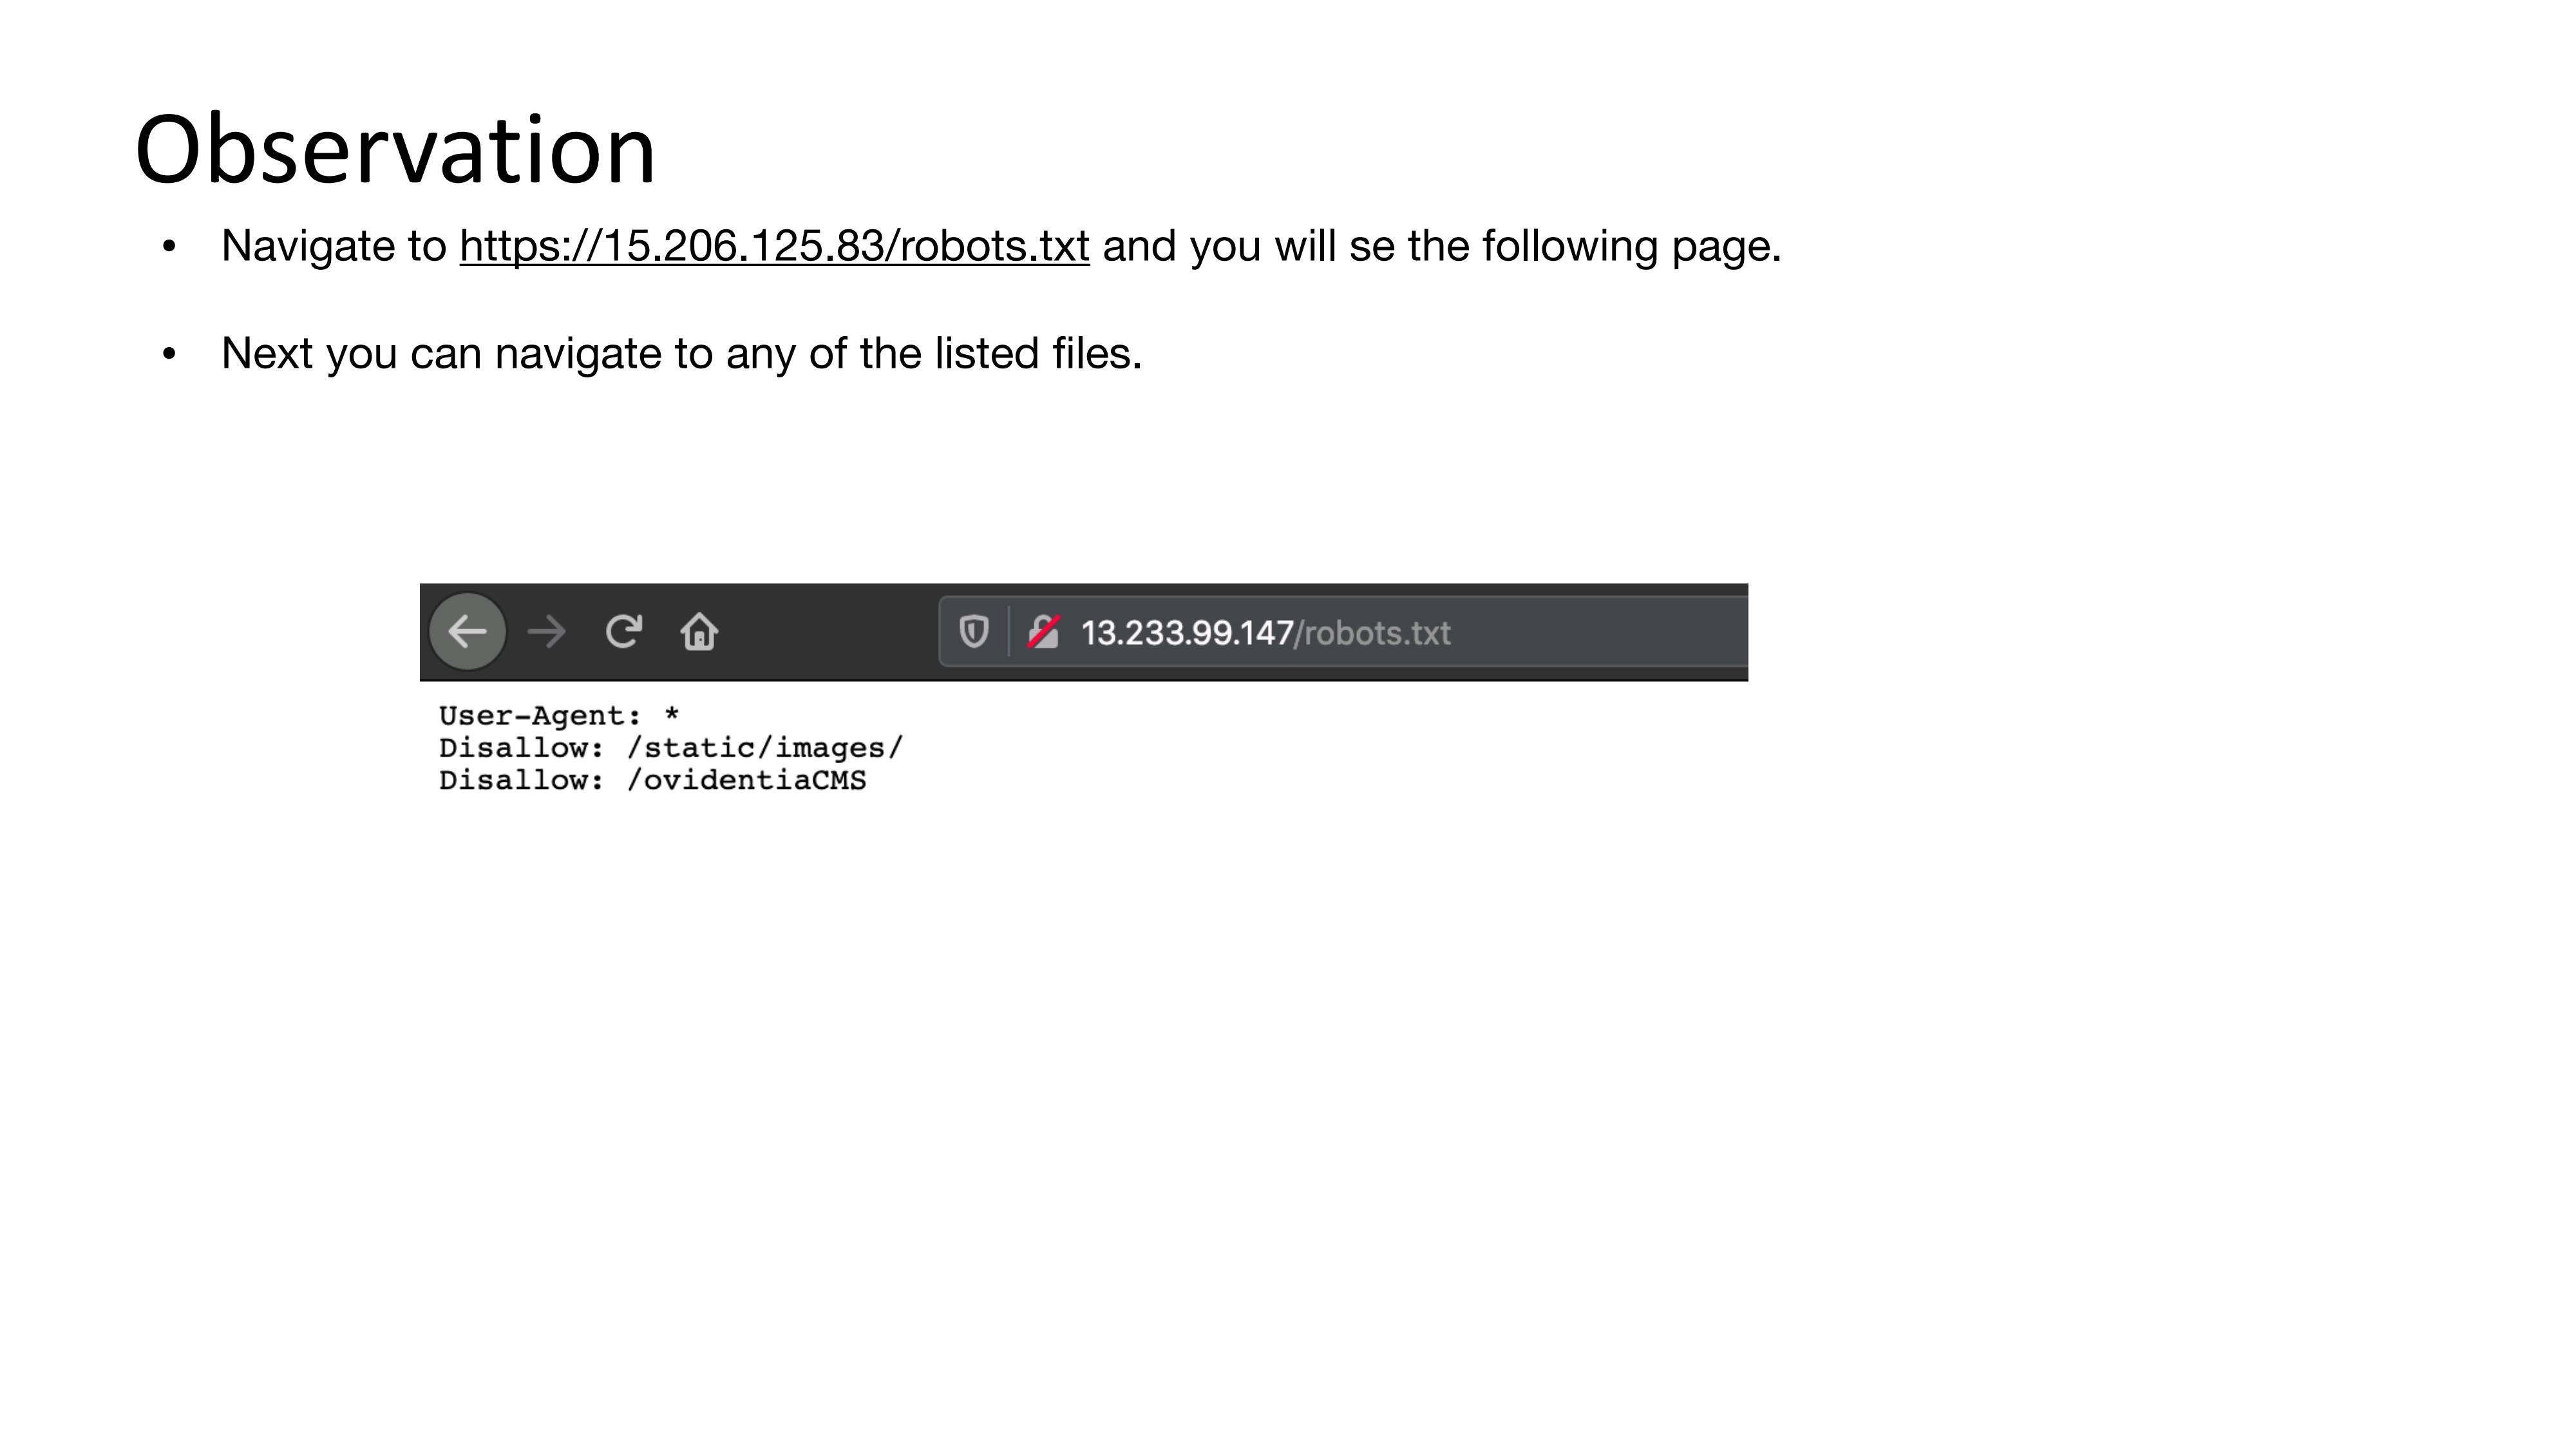 Observation
• Navigate to https://15.206.125.83/robots.txt and you will se the following page.
• Next you can navigate to any of the listed files.
13.233.99.147/robots.txt
User-Agent: *
Disallow: /static/images/
Disallow: /ovidentiaCMS